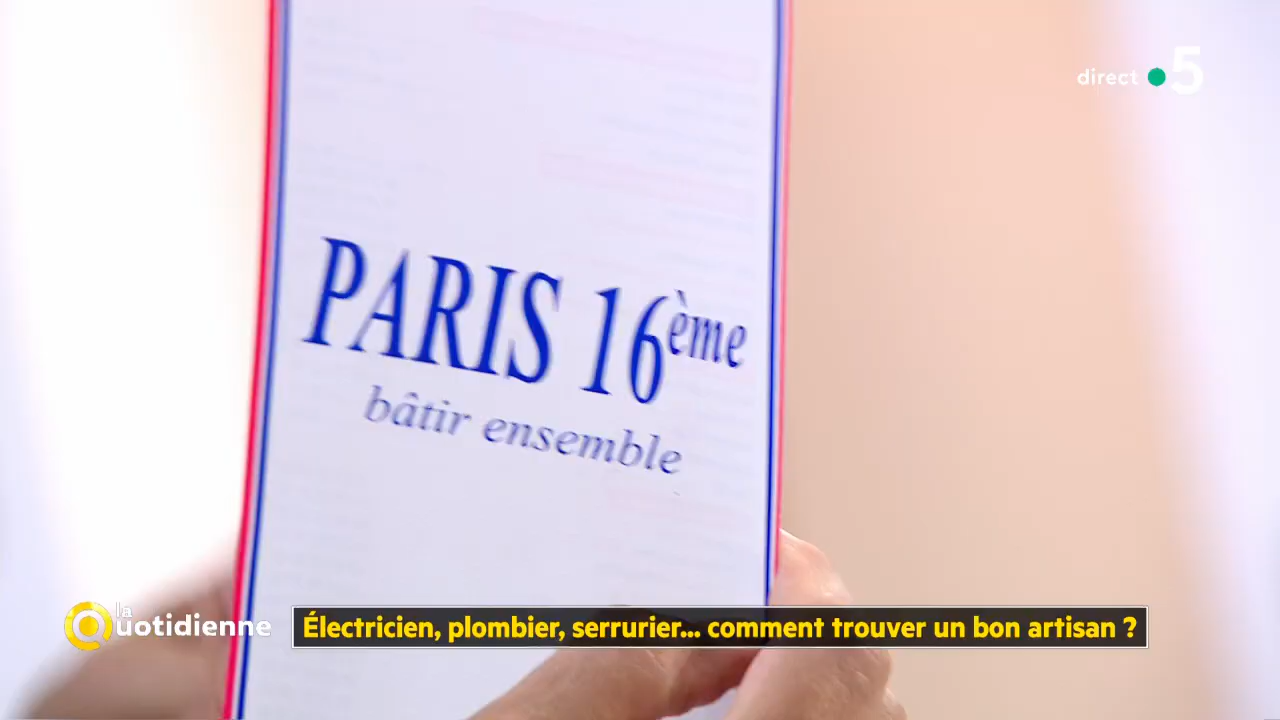 direct 5
PARIS 16ème
bâtir ensemble
la Quotidienne
Électricien, plombier, serrurier... comment trouver un bon artisan ?